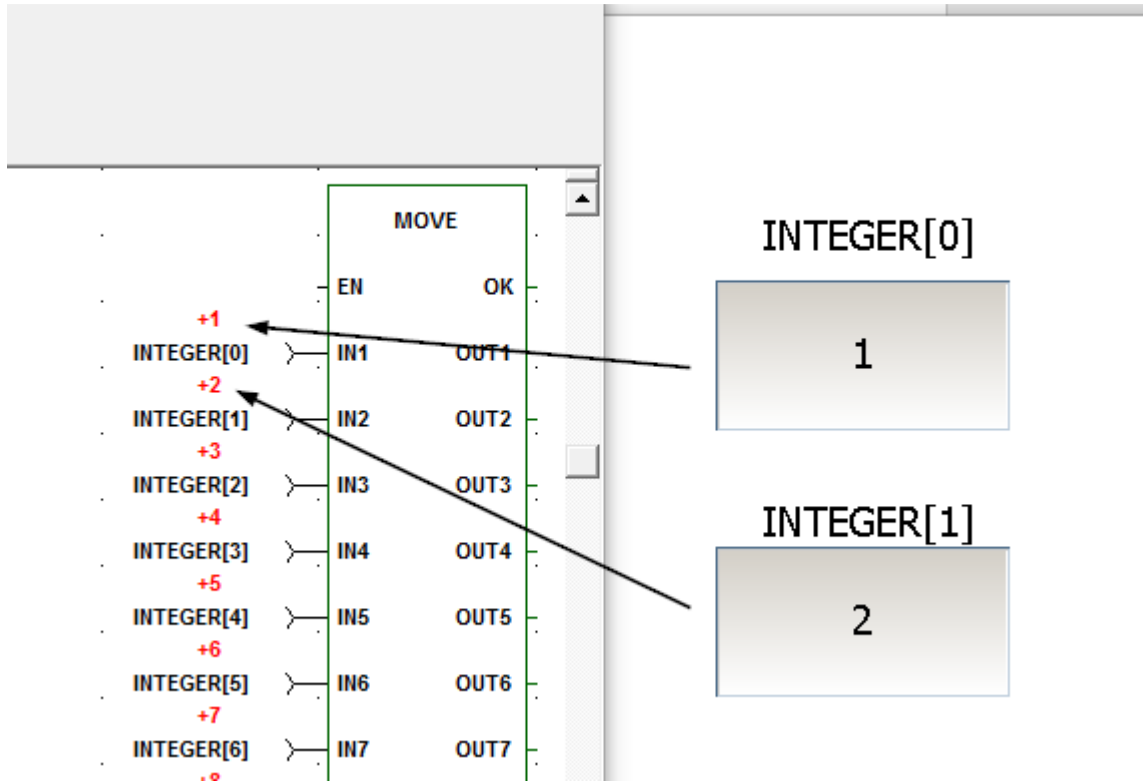 MOVE
EN OK
+1
INTEGER[0] IN1 OUT1
+2
INTEGER[1] IN2 OUT2
+3
INTEGER[2] IN3 OUT3
+4
INTEGER[3] IN4 OUT4
+5
INTEGER[4] IN5 OUT5
+6
INTEGER[5] IN6 OUT6
+7
INTEGER[6] IN7 OUT7
+8
INTEGER[0]
1
INTEGER[1]
2